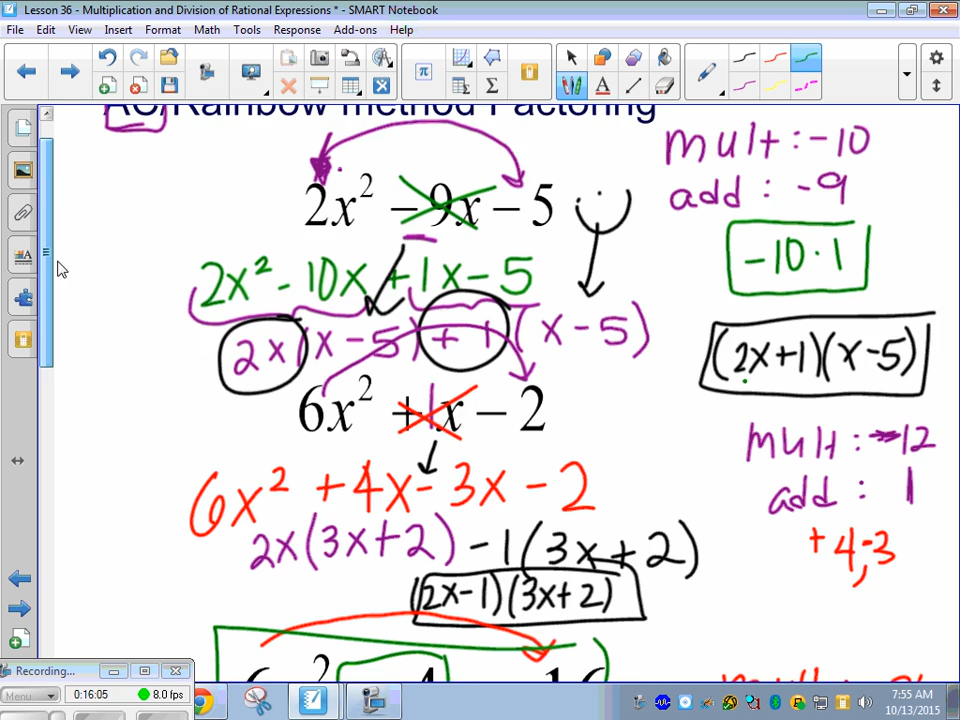 Lesson 36 - Multiplication and Division of Rational Expressions * - SMART Notebook
File Edit View Insert Format Math Tools Response Add-ons Help
AC/Rainbow method Factoring
mult : -10
add : -9
2x² - 9x - 5
-10 · 1
2x² - 10x + 1x - 5
2x(x - 5) + 1(x - 5)
(2x+1)(x-5)
6x² + 1x - 2
mult : -12
add : 1
6x² + 4x - 3x - 2
+4,-3
2x(3x+2) -1(3x+2)
(2x-1)(3x+2)
Recording...
Menu 0:16:05 8.0 fps
7:55 AM
10/13/2015